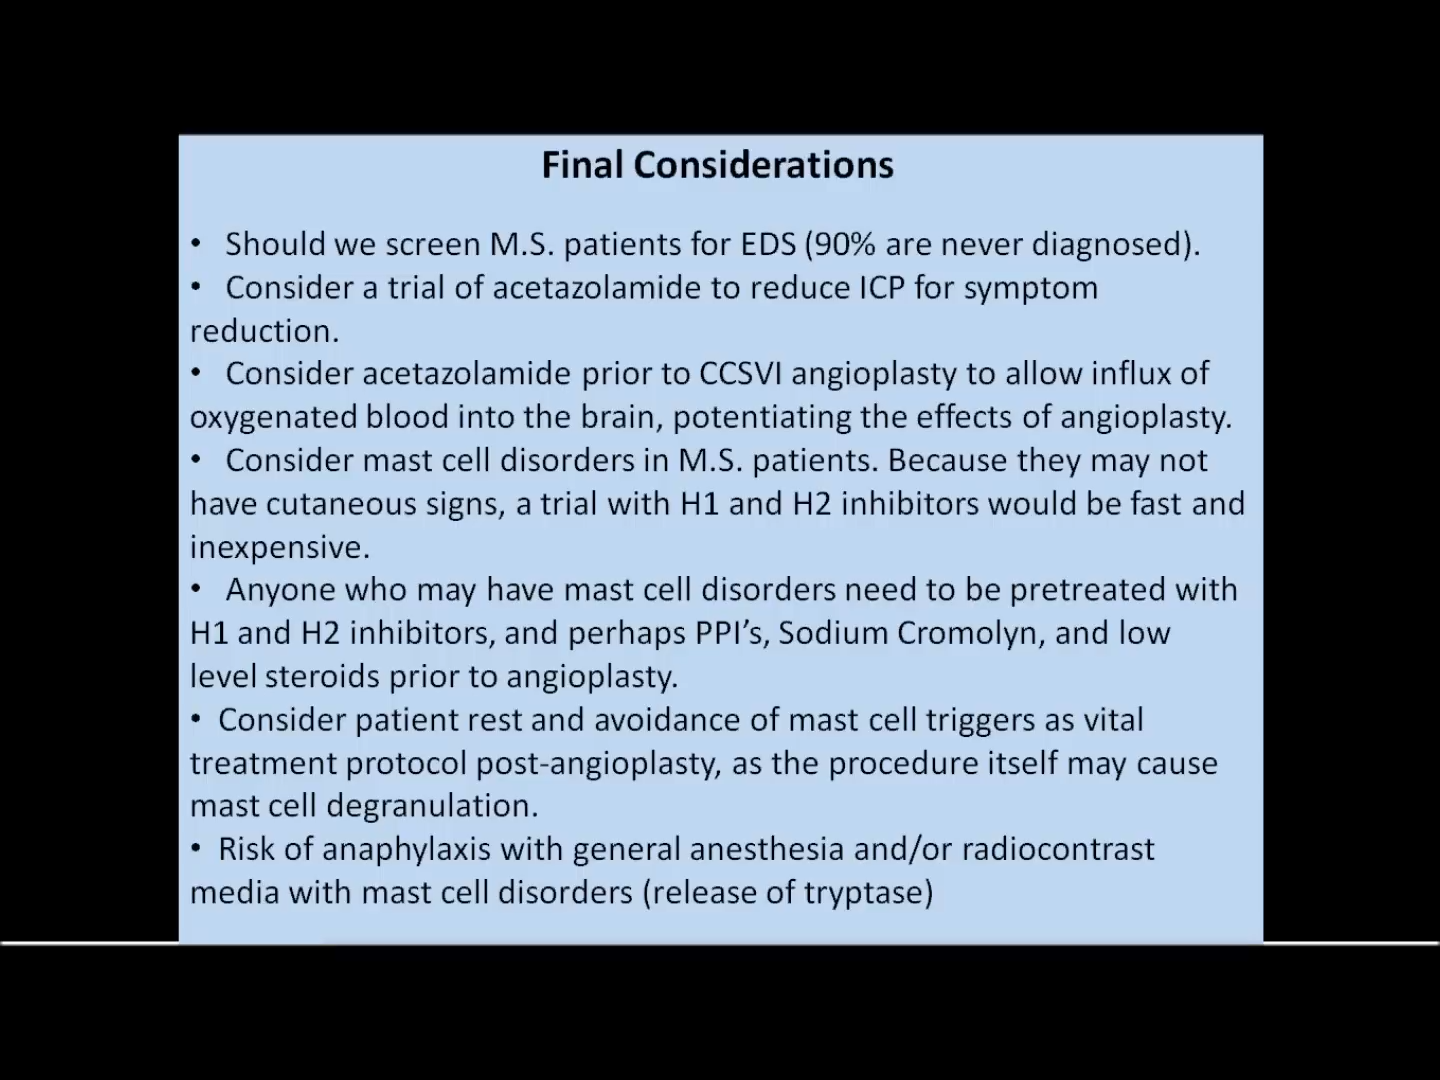 Final Considerations
• Should we screen M.S. patients for EDS (90% are never diagnosed).
• Consider a trial of acetazolamide to reduce ICP for symptom
reduction.
• Consider acetazolamide prior to CCSVI angioplasty to allow influx of
oxygenated blood into the brain, potentiating the effects of angioplasty.
• Consider mast cell disorders in M.S. patients. Because they may not
have cutaneous signs, a trial with H1 and H2 inhibitors would be fast and
inexpensive.
• Anyone who may have mast cell disorders need to be pretreated with
H1 and H2 inhibitors, and perhaps PPI’s, Sodium Cromolyn, and low
level steroids prior to angioplasty.
• Consider patient rest and avoidance of mast cell triggers as vital
treatment protocol post-angioplasty, as the procedure itself may cause
mast cell degranulation.
• Risk of anaphylaxis with general anesthesia and/or radiocontrast
media with mast cell disorders (release of tryptase)